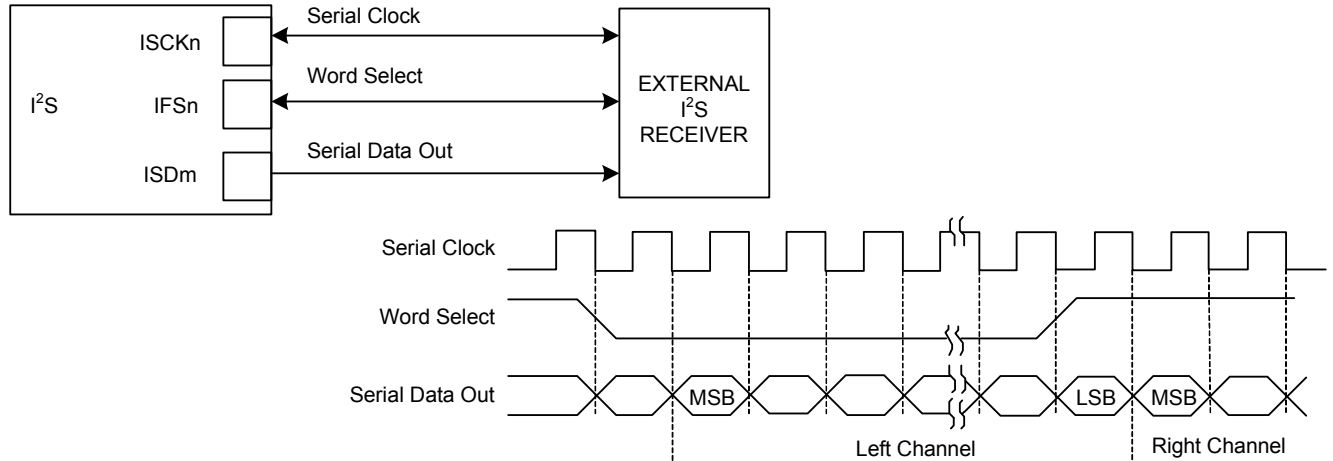 Serial Clock
ISCKn
Word Select
I²S
IFSn
EXTERNAL
I²S
RECEIVER
Serial Data Out
ISDm
Serial Clock
Word Select
Serial Data Out
MSB
LSB
MSB
Left Channel
Right Channel